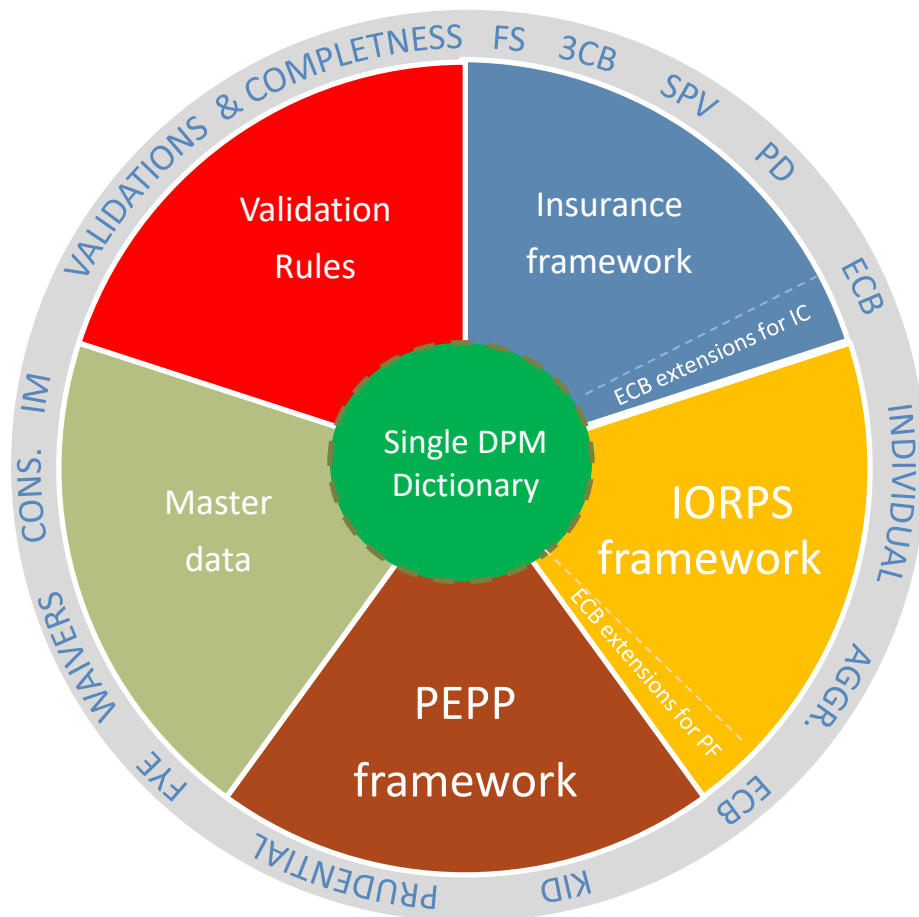 VALIDATIONS & COMPLETNESS
FS
3CB
SPV
PD
ECB
INDIVIDUAL
AGGR.
ECB
KID
PRUDENTIAL
FYE
WAIVERS
CONS.
IM
Validation
Rules
Insurance
framework
ECB extensions for IC
Single DPM
Dictionary
IORPS
framework
ECB extensions for PF
PEPP
framework
Master
data